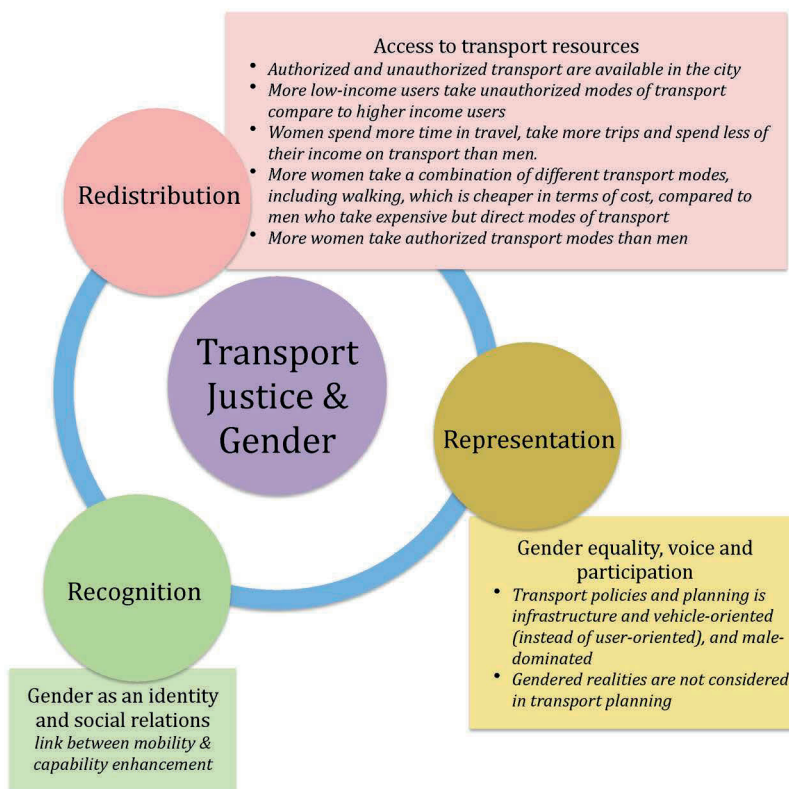 Access to transport resources
• Authorized and unauthorized transport are available in the city
• More low-income users take unauthorized modes of transport
compare to higher income users
• Women spend more time in travel, take more trips and spend less of
their income on transport than men.
• More women take a combination of different transport modes,
including walking, which is cheaper in terms of cost, compared to
men who take expensive but direct modes of transport
• More women take authorized transport modes than men
Redistribution
Transport
Justice &
Gender
Representation
Gender equality, voice and
participation
• Transport policies and planning is
infrastructure and vehicle-oriented
(instead of user-oriented), and male-
dominated
• Gendered realities are not considered
in transport planning
Recognition
Gender as an identity
and social relations
link between mobility &
capability enhancement